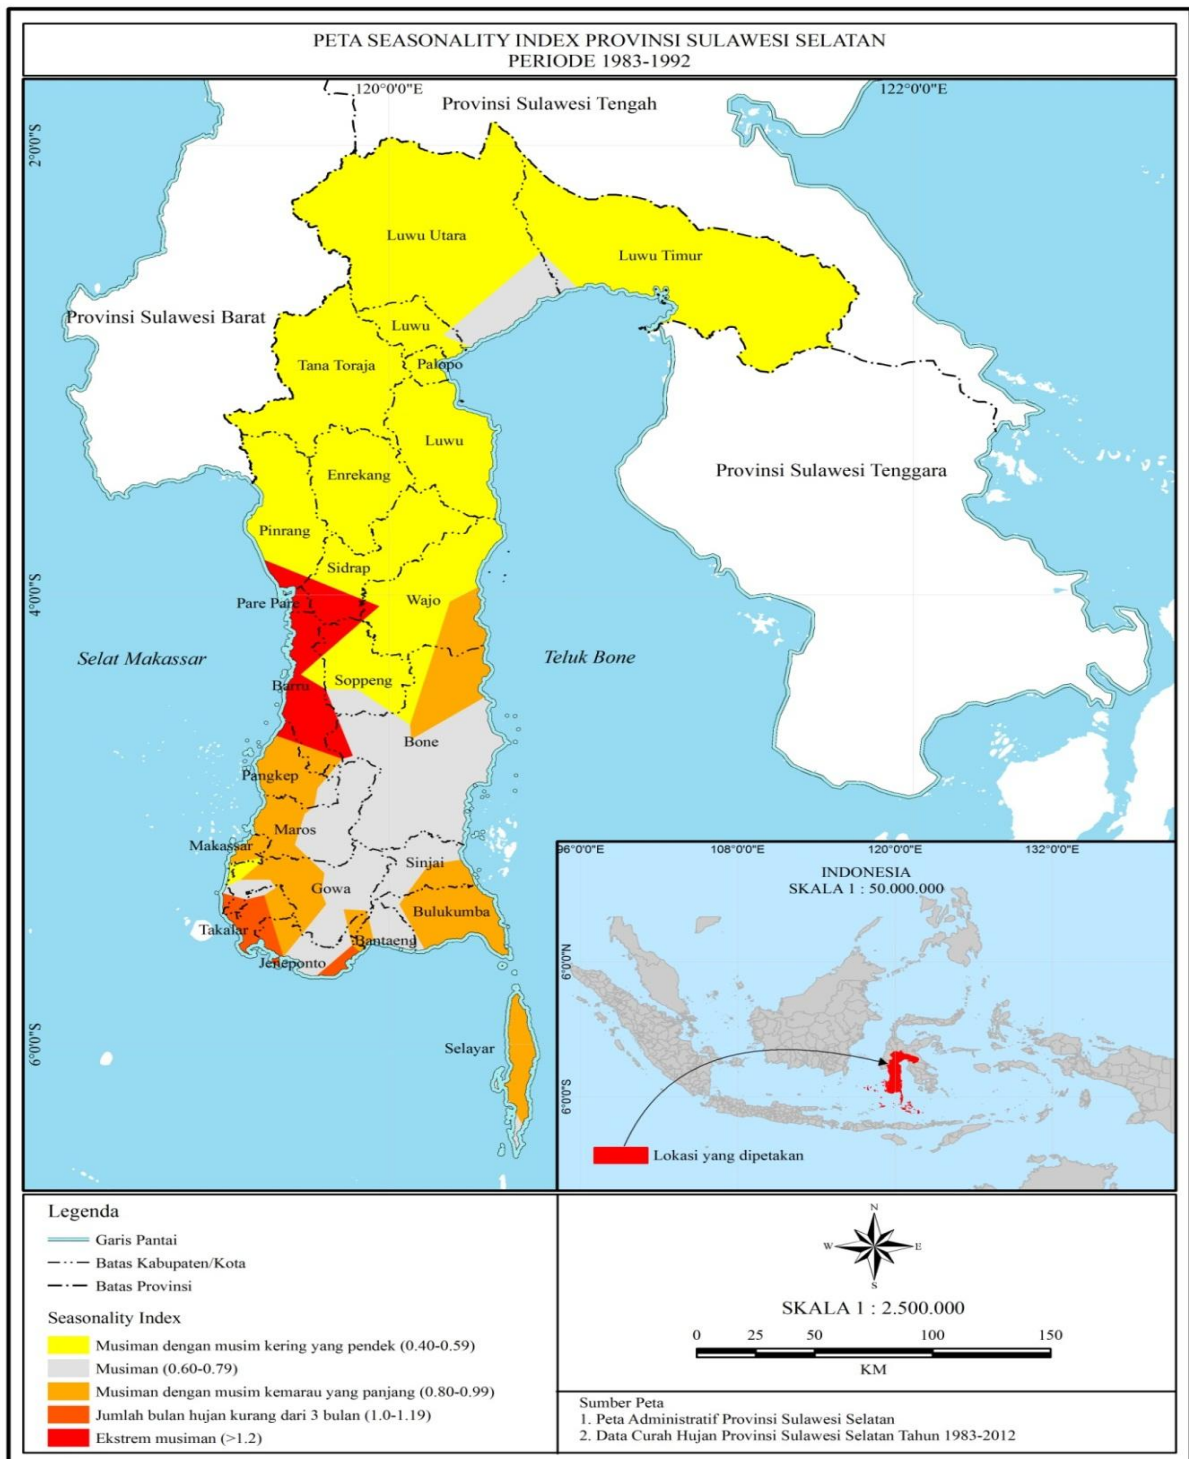 PETA SEASONALITY INDEX PROVINSI SULAWESI SELATAN
PERIODE 1983-1992
120°0'0"E
122°0'0"E
Provinsi Sulawesi Tengah
2°0'0"S
Luwu Utara
Luwu Timur
Provinsi Sulawesi Barat
Luwu
Tana Toraja
Palopo
Luwu
Enrekang
Provinsi Sulawesi Tenggara
Pinrang
Sidrap
4°0'0"S
Pare Pare
Wajo
Selat Makassar
Teluk Bone
Barru
Soppeng
Bone
Pangkep
Maros
Makassar
Sinjai
Gowa
Bulukumba
Takalar
Bantaeng
Jeneponto
6°0'0"S
Selayar
96°0'0"E
108°0'0"E
120°0'0"E
132°0'0"E
INDONESIA
SKALA 1 : 50.000.000
6°0'0"N
6°0'0"S
Lokasi yang dipetakan
Legenda
Garis Pantai
Batas Kabupaten/Kota
Batas Provinsi
Seasonality Index
Musiman dengan musim kering yang pendek (0.40-0.59)
Musiman (0.60-0.79)
Musiman dengan musim kemarau yang panjang (0.80-0.99)
Jumlah bulan hujan kurang dari 3 bulan (1.0-1.19)
Ekstrem musiman (>1.2)
N
W
E
S
SKALA 1 : 2.500.000
0 25 50 100 150
KM
Sumber Peta
1. Peta Administratif Provinsi Sulawesi Selatan
2. Data Curah Hujan Provinsi Sulawesi Selatan Tahun 1983-2012